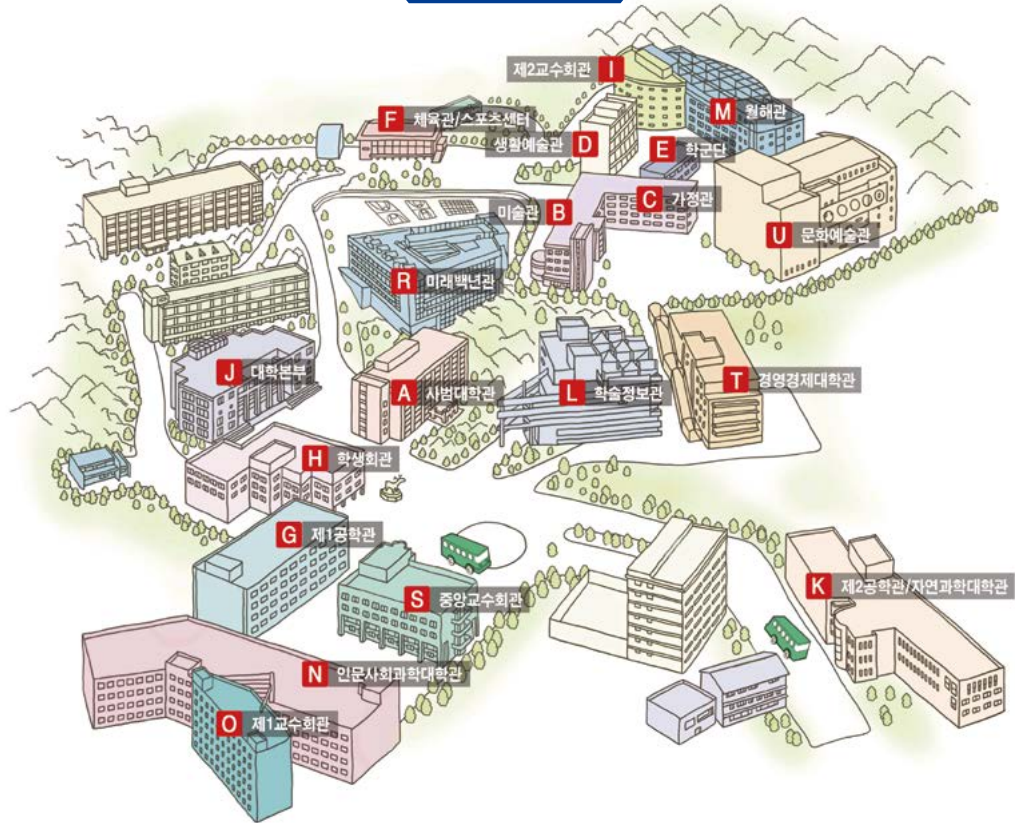 I 제2교수회관
M 월해관
F 체육관/스포츠센터
D 생활예술관
E 학군단
C 가정관
B 미술관
U 문화예술관
R 미래백년관
J 대학본부
A 사범대학관
L 학술정보관
T 경영경제대학관
H 학생회관
G 제1공학관
S 중앙교수회관
K 제2공학관/자연과학대학관
N 인문사회과학대학관
O 제1교수회관